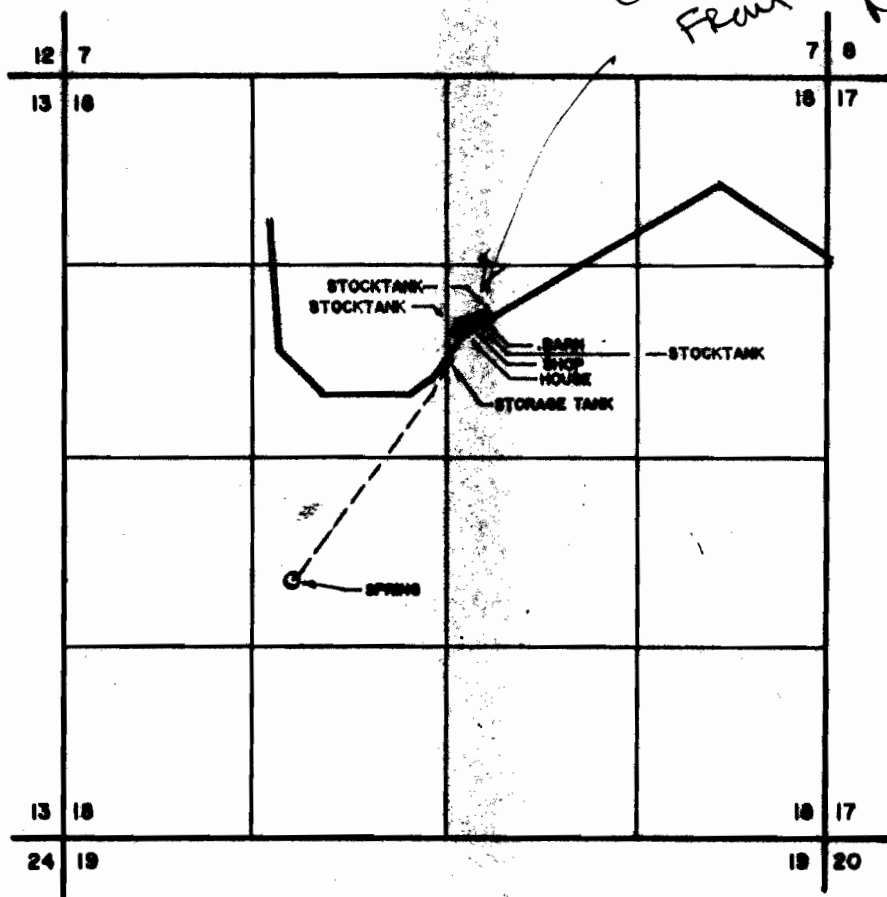 FROM
12 7
7 8
13 18
18 17
STOCKTANK
STOCKTANK
BARN
STOCKTANK
SHOP
HOUSE
STORAGE TANK
SPRING
13 18
18 17
24 19
19 20